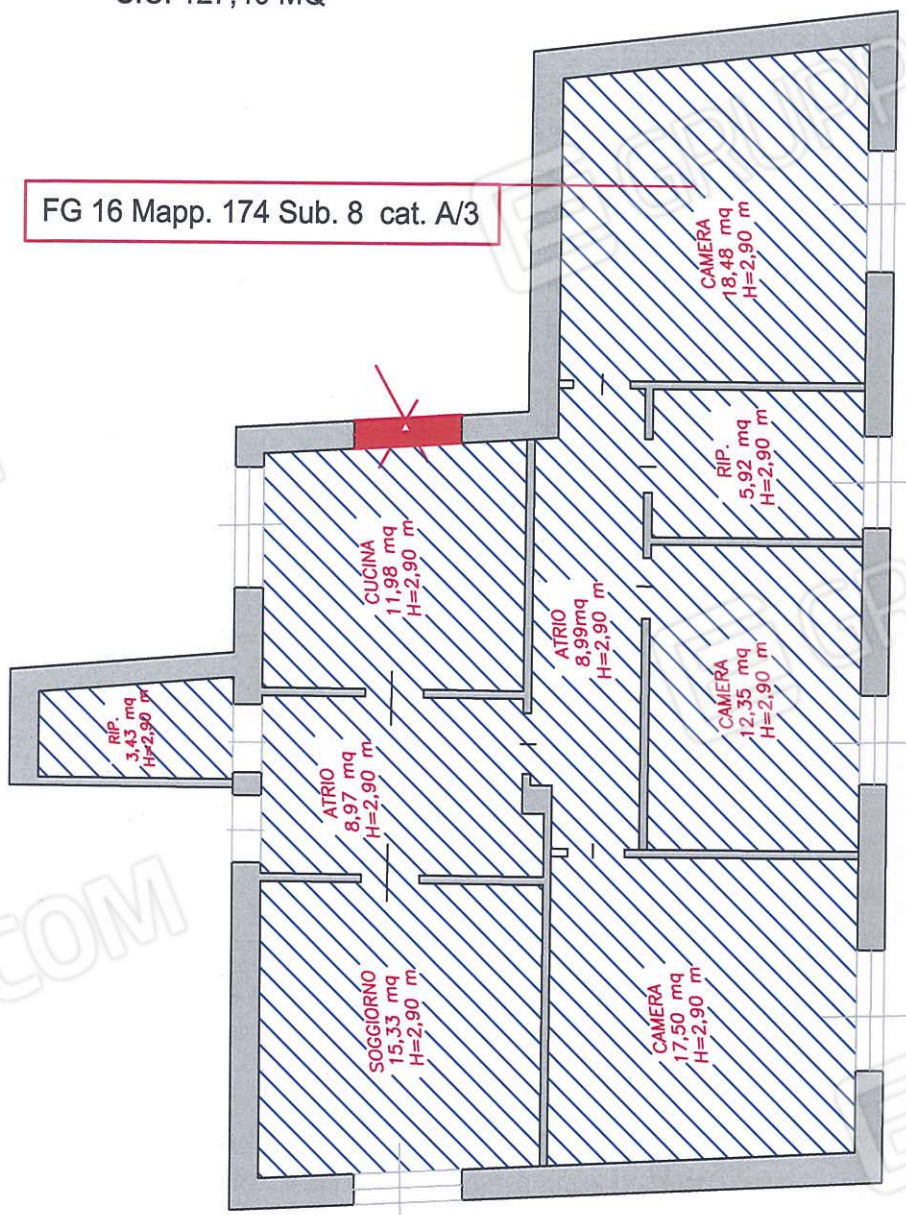 FG 16 Mapp. 174 Sub. 8 cat. A/3
CAMERA
18,48 mq
H=2,90 m
RIP.
5,92 mq
H=2,90 m
CUCINA
11,98 mq
H=2,90 m
ATRIO
8,99mq
H=2,90 m
CAMERA
12,35 mq
H=2,90 m
RIP.
3,43 mq
H=2,90 m
ATRIO
8,97 mq
H=2,90 m
SOGGIORNO
15,33 mq
H=2,90 m
CAMERA
17,50 mq
H=2,90 m
GRUPP
GR
.COM